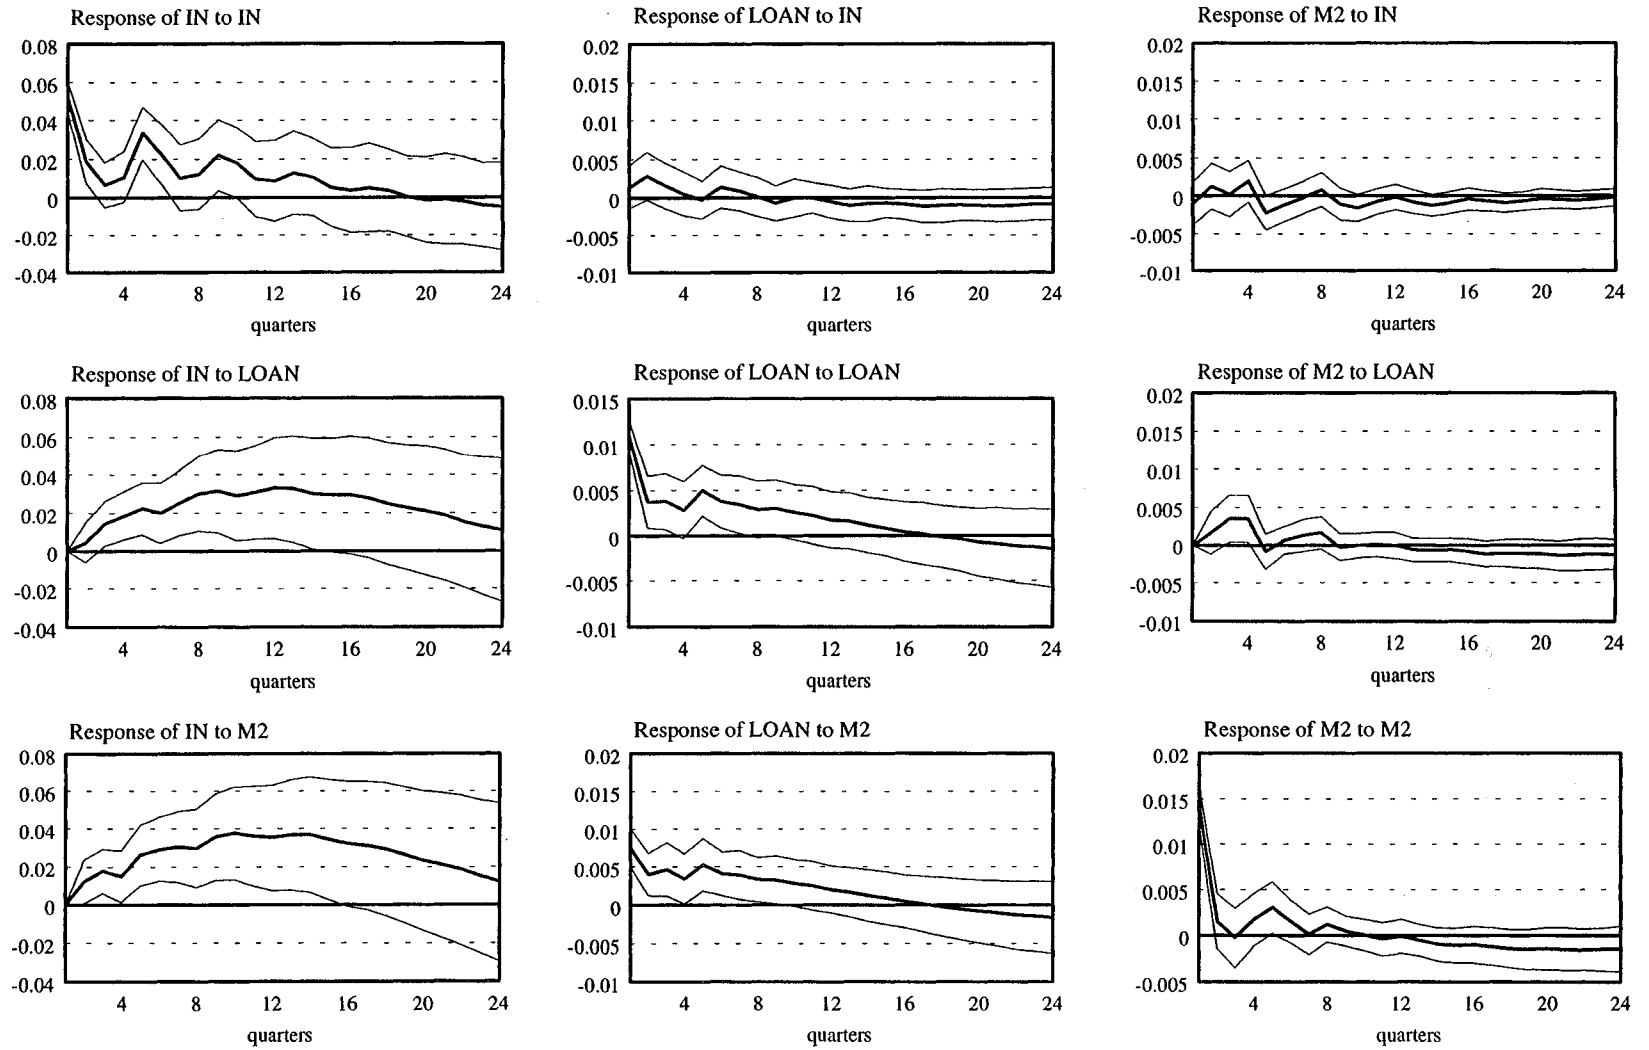 Response of IN to IN
0.08
0.06
0.04
0.02
0
-0.02
-0.04
4 8 12 16 20 24
quarters
Response of LOAN to IN
0.02
0.015
0.01
0.005
0
-0.005
-0.01
4 8 12 16 20 24
quarters
Response of M2 to IN
0.02
0.015
0.01
0.005
0
-0.005
-0.01
4 8 12 16 20 24
quarters
Response of IN to LOAN
0.08
0.06
0.04
0.02
0
-0.02
-0.04
4 8 12 16 20 24
quarters
Response of LOAN to LOAN
0.015
0.01
0.005
0
-0.005
-0.01
4 8 12 16 20 24
quarters
Response of M2 to LOAN
0.02
0.015
0.01
0.005
0
-0.005
-0.01
4 8 12 16 20 24
quarters
Response of IN to M2
0.08
0.06
0.04
0.02
0
-0.02
-0.04
4 8 12 16 20 24
quarters
Response of LOAN to M2
0.02
0.015
0.01
0.005
0
-0.005
-0.01
4 8 12 16 20 24
quarters
Response of M2 to M2
0.02
0.015
0.01
0.005
0
-0.005
4 8 12 16 20 24
quarters